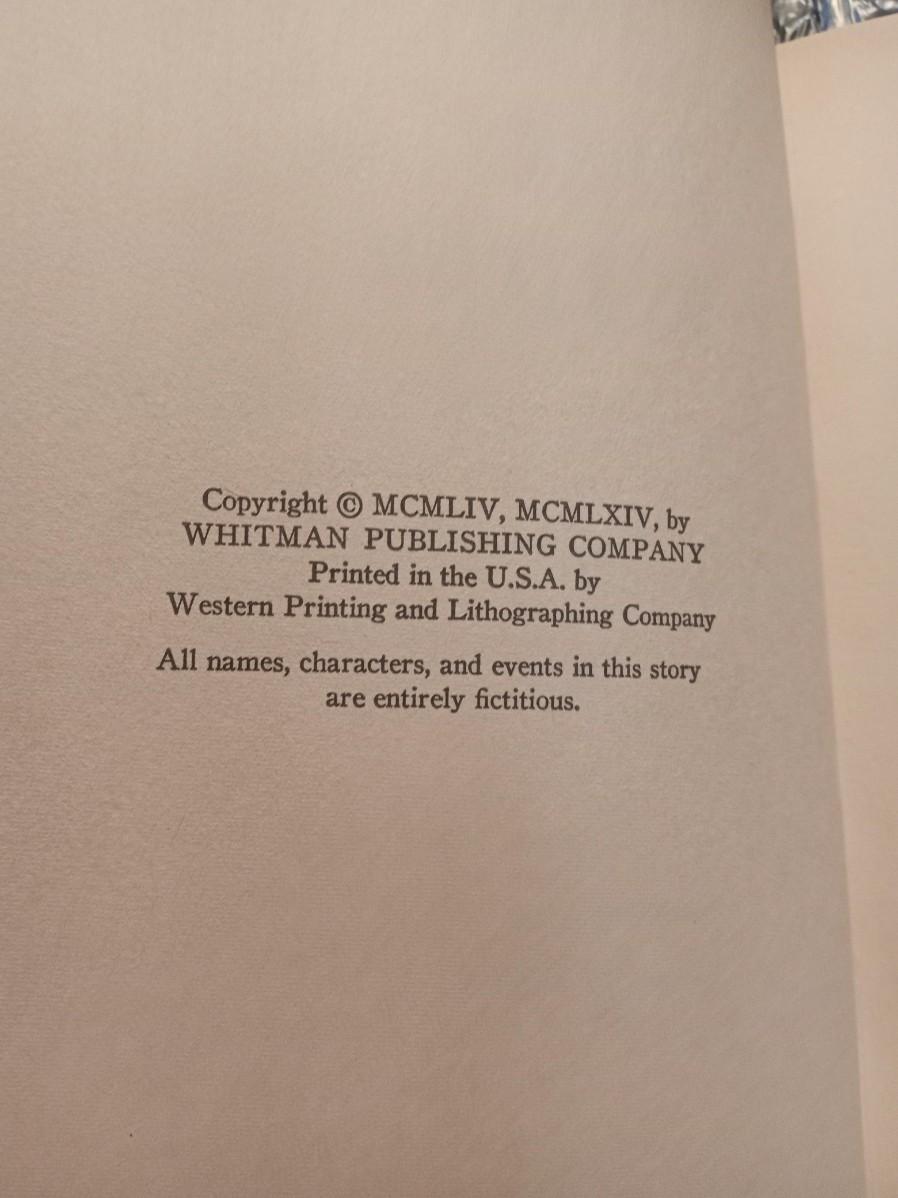 Copyright © MCMLIV, MCMLXIV, by
WHITMAN PUBLISHING COMPANY
Printed in the U.S.A. by
Western Printing and Lithographing Company
All names, characters, and events in this story
are entirely fictitious.